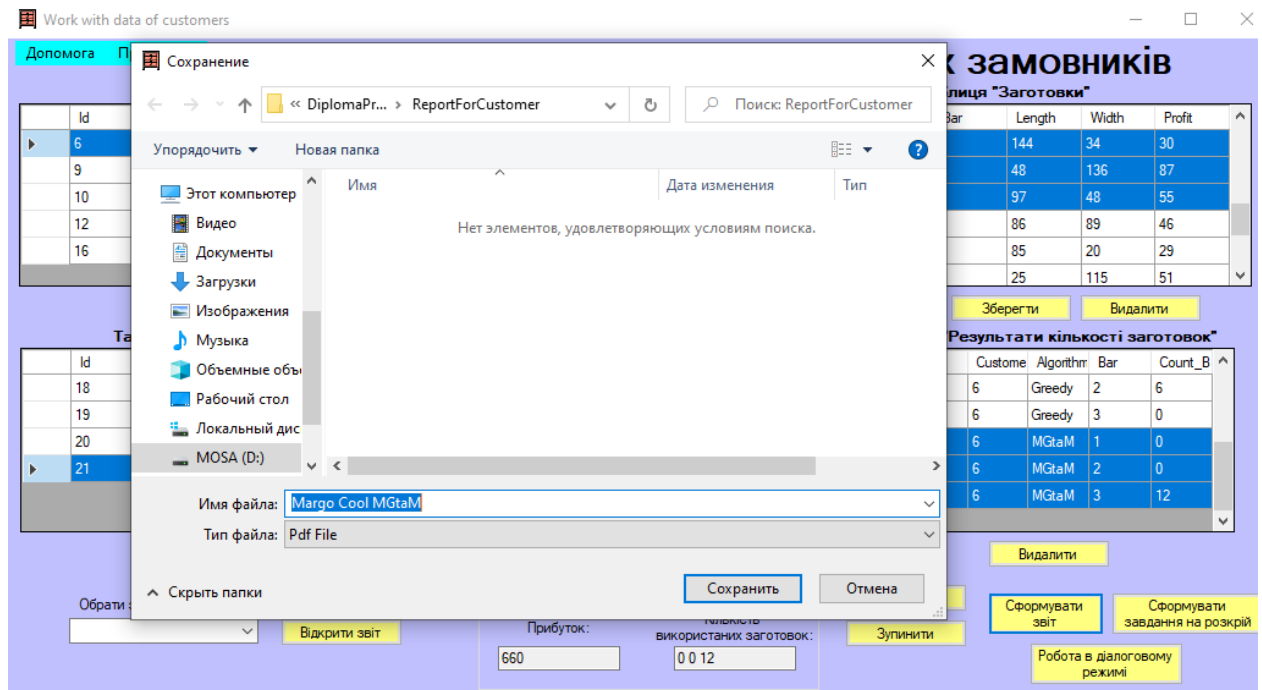 Work with data of customers
Допомога
Сохранение
замовників
« DiplomaPr... › ReportForCustomer
Поиск: ReportForCustomer
"Заготовки"
Упорядочить
Новая папка
Id
Bar Length Width Profit
6
144 34 30
9
48 136 87
10
97 48 55
12
86 89 46
16
85 20 29
25 115 51
Этот компьютер
Видео
Документы
Загрузки
Изображения
Музыка
Объемные объ
Рабочий стол
Локальный дис
MOSA (D:)
Имя
Дата изменения
Тип
Нет элементов, удовлетворяющих условиям поиска.
Зберегти
Видалити
"Результати кількості заготовок"
Id
Custome Algorithm Bar Count_B
18
6 Greedy 2 6
19
6 Greedy 3 0
20
6 MGtaM 1 0
21
6 MGtaM 2 0
6 MGtaM 3 12
Имя файла: Margo Cool MGtaM
Тип файла: Pdf File
Видалити
Скрыть папки
Сохранить
Отмена
Обрати
Відкрити звіт
Прибуток:
660
Кількість
використаних заготовок:
0 0 12
Зупинити
Сформувати
звіт
Сформувати
завдання на розкрій
Робота в діалоговому
режимі